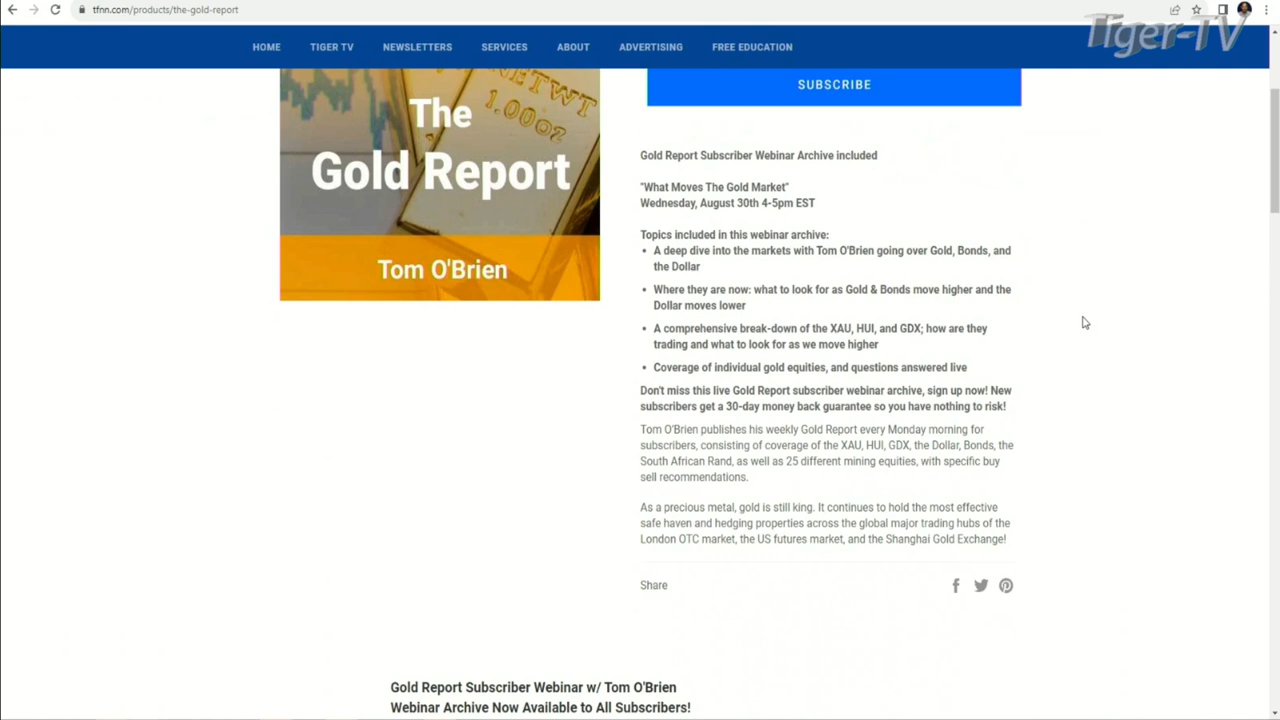 tfnn.com/products/the-gold-report
Tiger-TV
HOME TIGER TV NEWSLETTERS SERVICES ABOUT ADVERTISING FREE EDUCATION
NETWT
1.00OZ
The
Gold Report
Tom O'Brien
SUBSCRIBE
Gold Report Subscriber Webinar Archive included
"What Moves The Gold Market"
Wednesday, August 30th 4-5pm EST
Topics included in this webinar archive:
• A deep dive into the markets with Tom O'Brien going over Gold, Bonds, and
the Dollar
• Where they are now: what to look for as Gold & Bonds move higher and the
Dollar moves lower
• A comprehensive break-down of the XAU, HUI, and GDX; how are they
trading and what to look for as we move higher
• Coverage of individual gold equities, and questions answered live
Don't miss this live Gold Report subscriber webinar archive, sign up now! New
subscribers get a 30-day money back guarantee so you have nothing to risk!
Tom O'Brien publishes his weekly Gold Report every Monday morning for
subscribers, consisting of coverage of the XAU, HUI, GDX, the Dollar, Bonds, the
South African Rand, as well as 25 different mining equities, with specific buy
sell recommendations.
As a precious metal, gold is still king. It continues to hold the most effective
safe haven and hedging properties across the global major trading hubs of the
London OTC market, the US futures market, and the Shanghai Gold Exchange!
Share
Gold Report Subscriber Webinar w/ Tom O'Brien
Webinar Archive Now Available to All Subscribers!